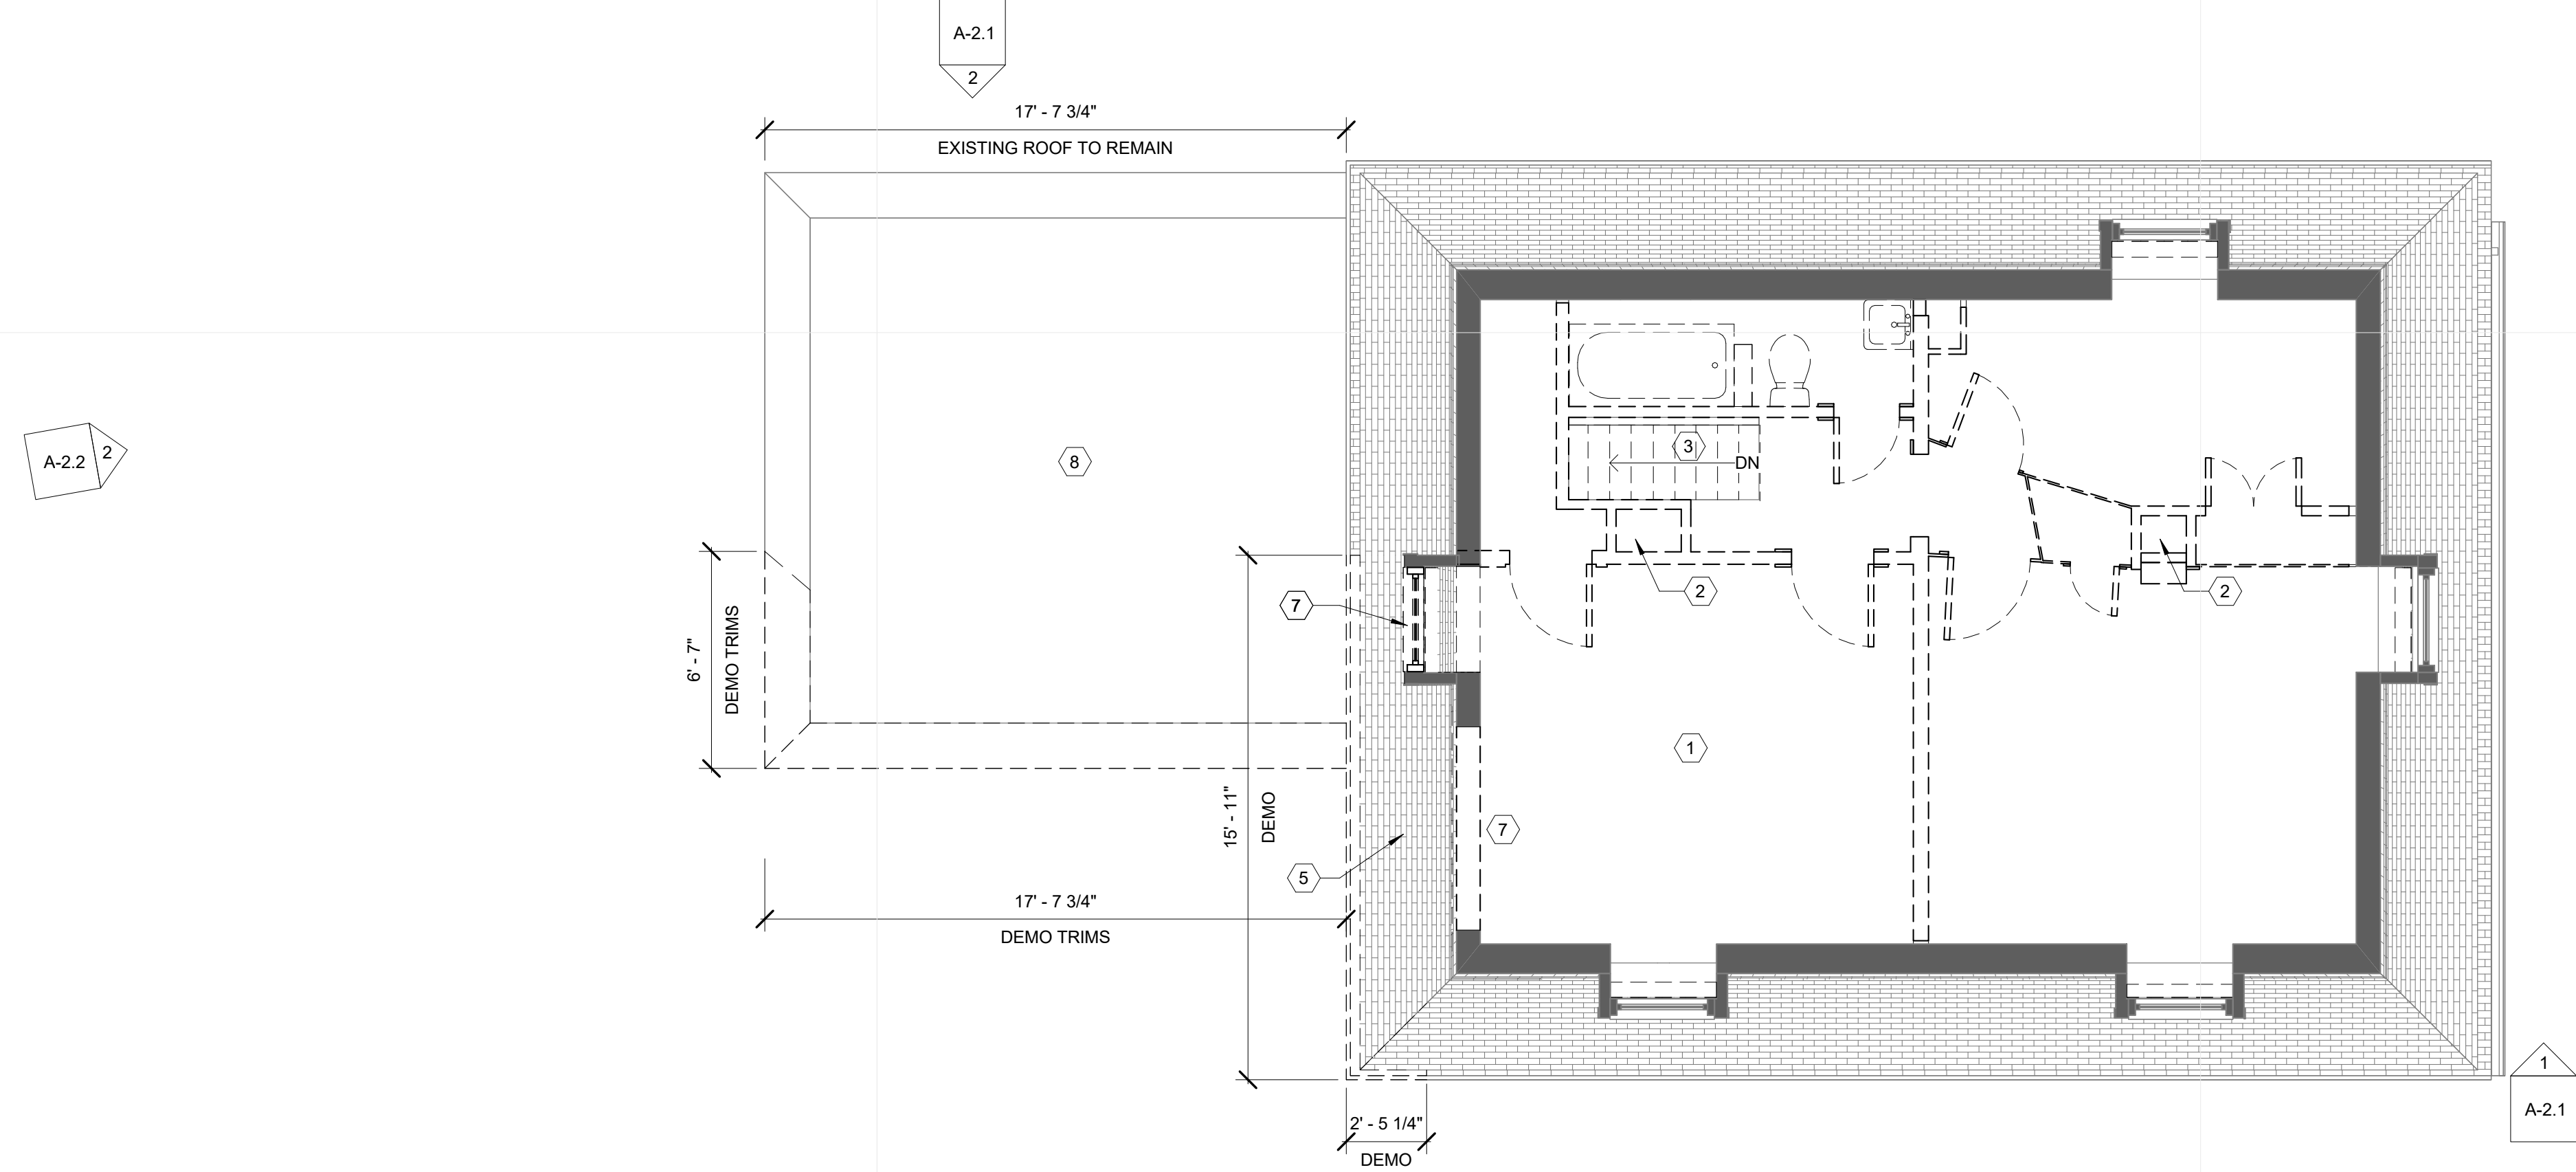 A-2.1
2
17' - 7 3/4"
EXISTING ROOF TO REMAIN
A-2.2
2
8
3
DN
6' - 7"
DEMO TRIMS
7
2
2
15' - 11"
DEMO
1
7
5
17' - 7 3/4"
DEMO TRIMS
1
A-2.1
2' - 5 1/4"
DEMO